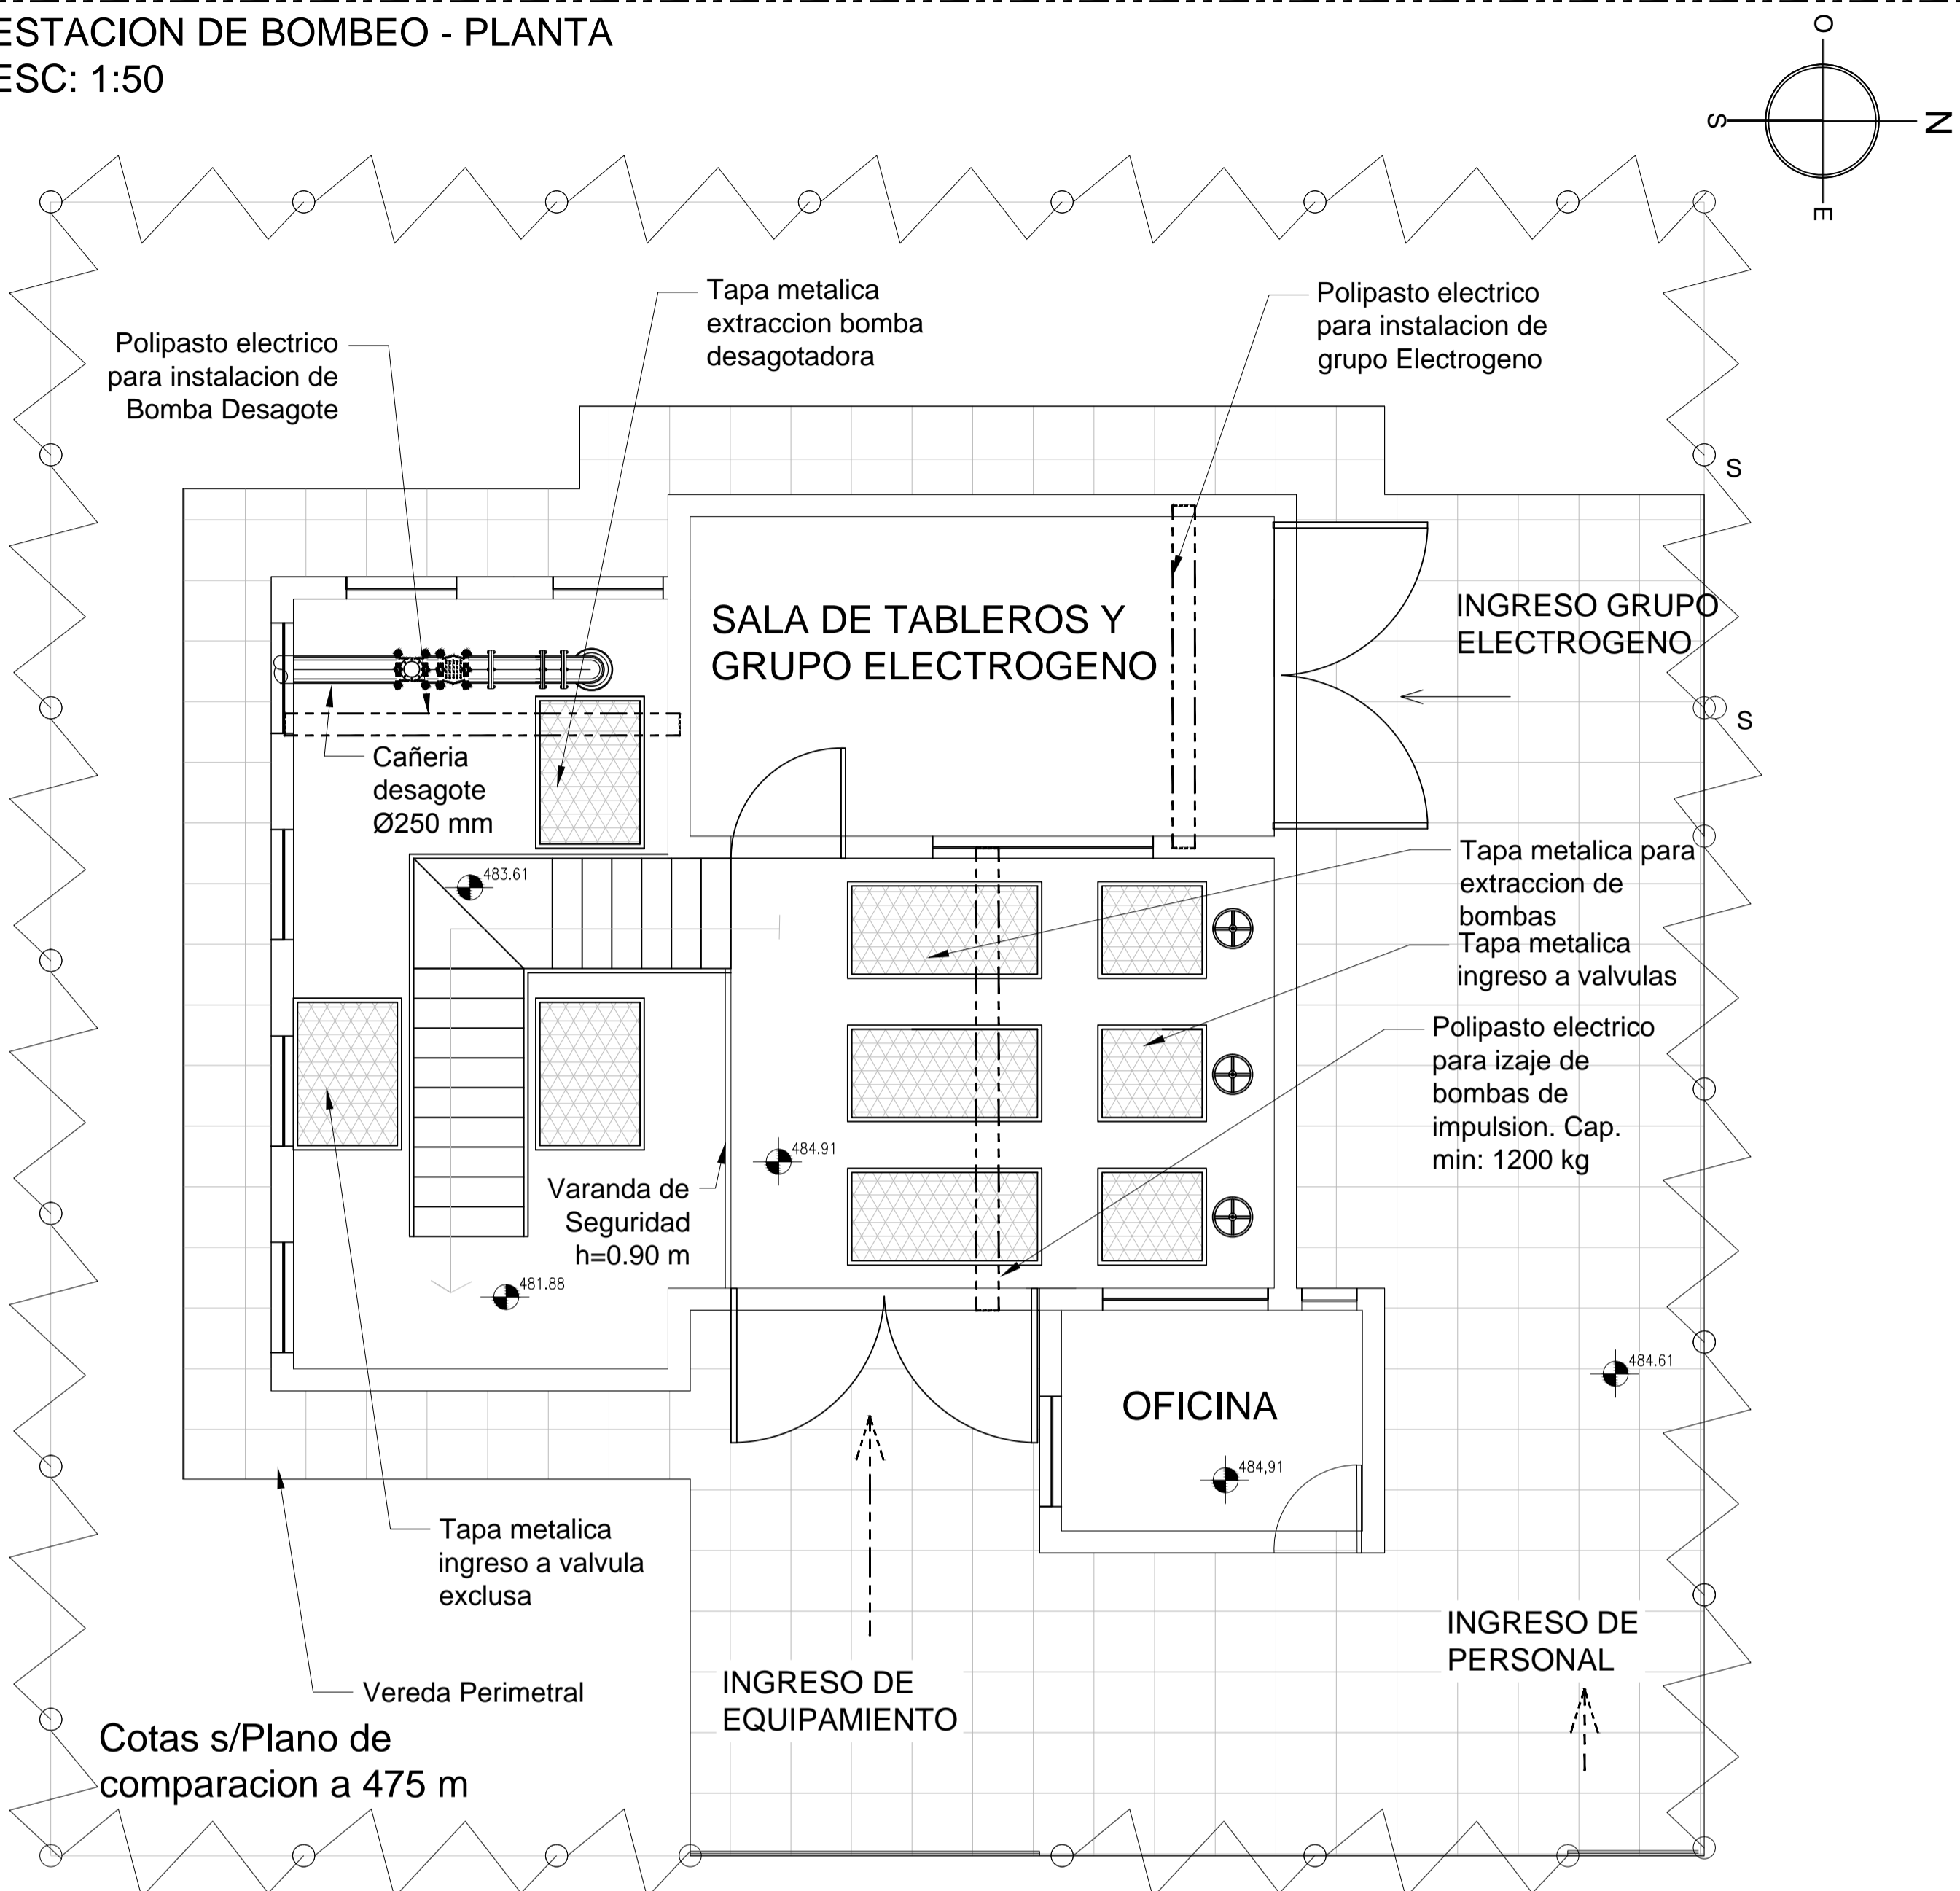 ESTACION DE BOMBEO - PLANTA
ESC: 1:50
O
S
N
E
Tapa metalica
extraccion bomba
desagotadora
Polipasto electrico
para instalacion de
grupo Electrogeno
Polipasto electrico
para instalacion de
Bomba Desagote
S
SALA DE TABLEROS Y
GRUPO ELECTROGENO
INGRESO GRUPO
ELECTROGENO
S
Cañeria
desagote
Ø250 mm
483.61
Tapa metalica para
extraccion de
bombas
Tapa metalica
ingreso a valvulas
Polipasto electrico
para izaje de
bombas de
impulsion. Cap.
min: 1200 kg
484.91
Varanda de
Seguridad
h=0.90 m
481.88
484.61
OFICINA
484,91
Tapa metalica
ingreso a valvula
exclusa
INGRESO DE
PERSONAL
INGRESO DE
EQUIPAMIENTO
Vereda Perimetral
Cotas s/Plano de
comparacion a 475 m